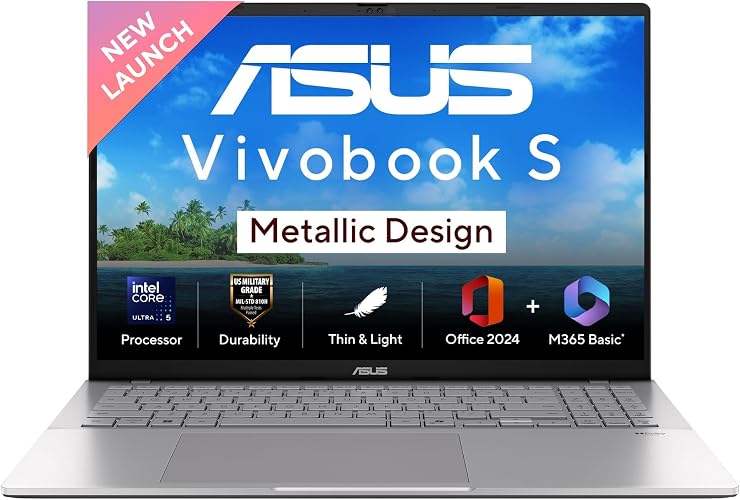 NEW
LAUNCH
ASUS
Vivobook S
Metallic Design
intel
CORE
ULTRA 5
Processor
US MILITARY
GRADE
MIL-STD 810H
Durability
Thin & Light
Office 2024
+
M365 Basic*
ASUS